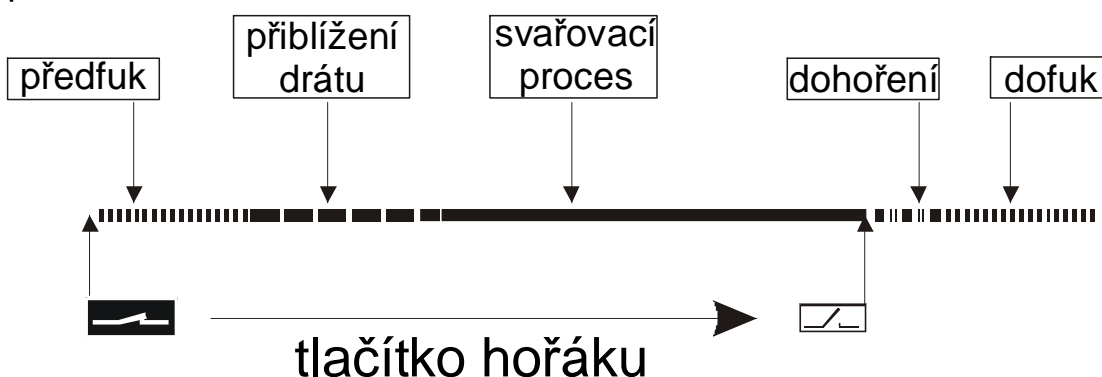 předfuk
přiblížení
drátu
svařovací
proces
dohoření
dofuk
tlačítko hořáku